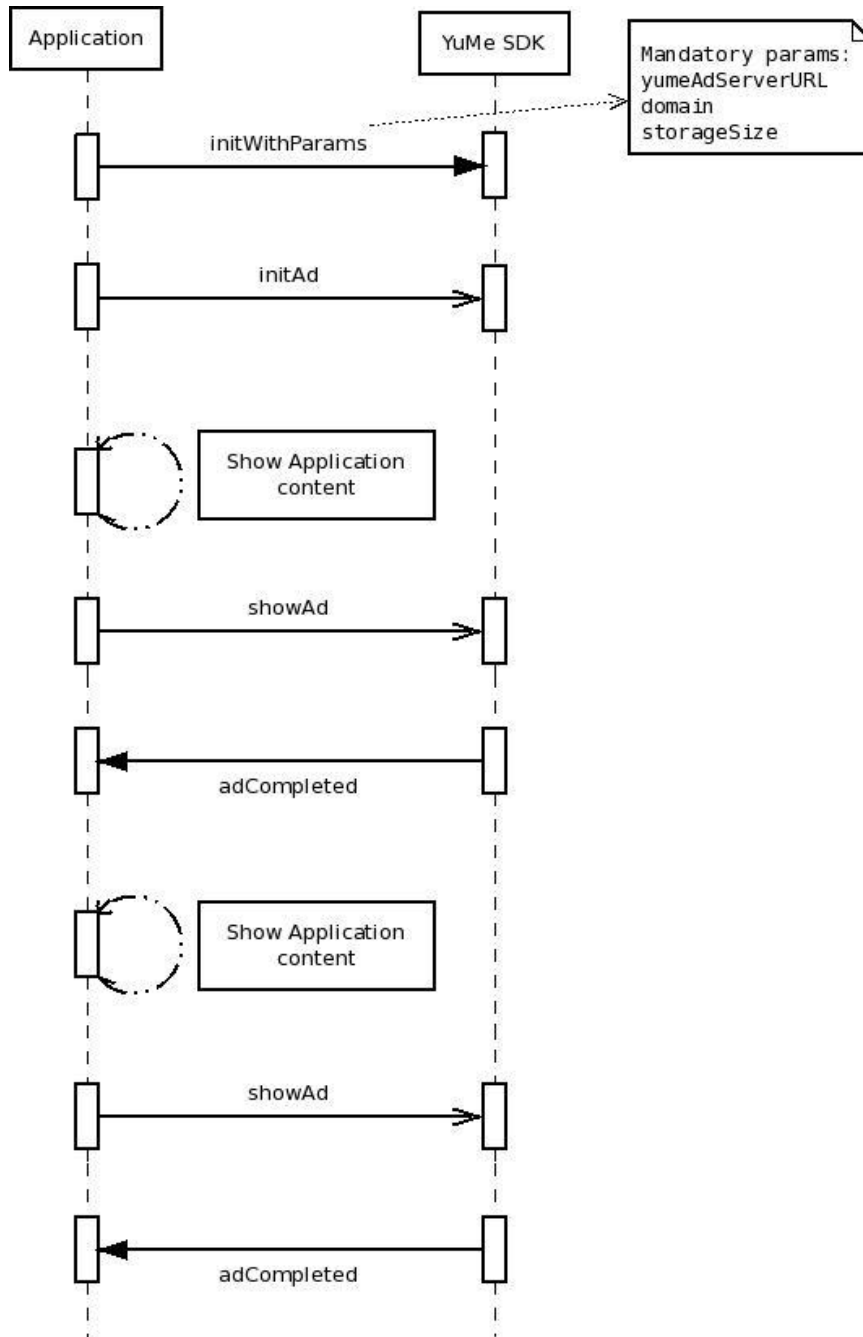 Application
YuMe SDK
Mandatory params:
yumeAdServerURL
domain
storageSize
initWithParams
initAd
Show Application
content
showAd
adCompleted
Show Application
content
showAd
adCompleted